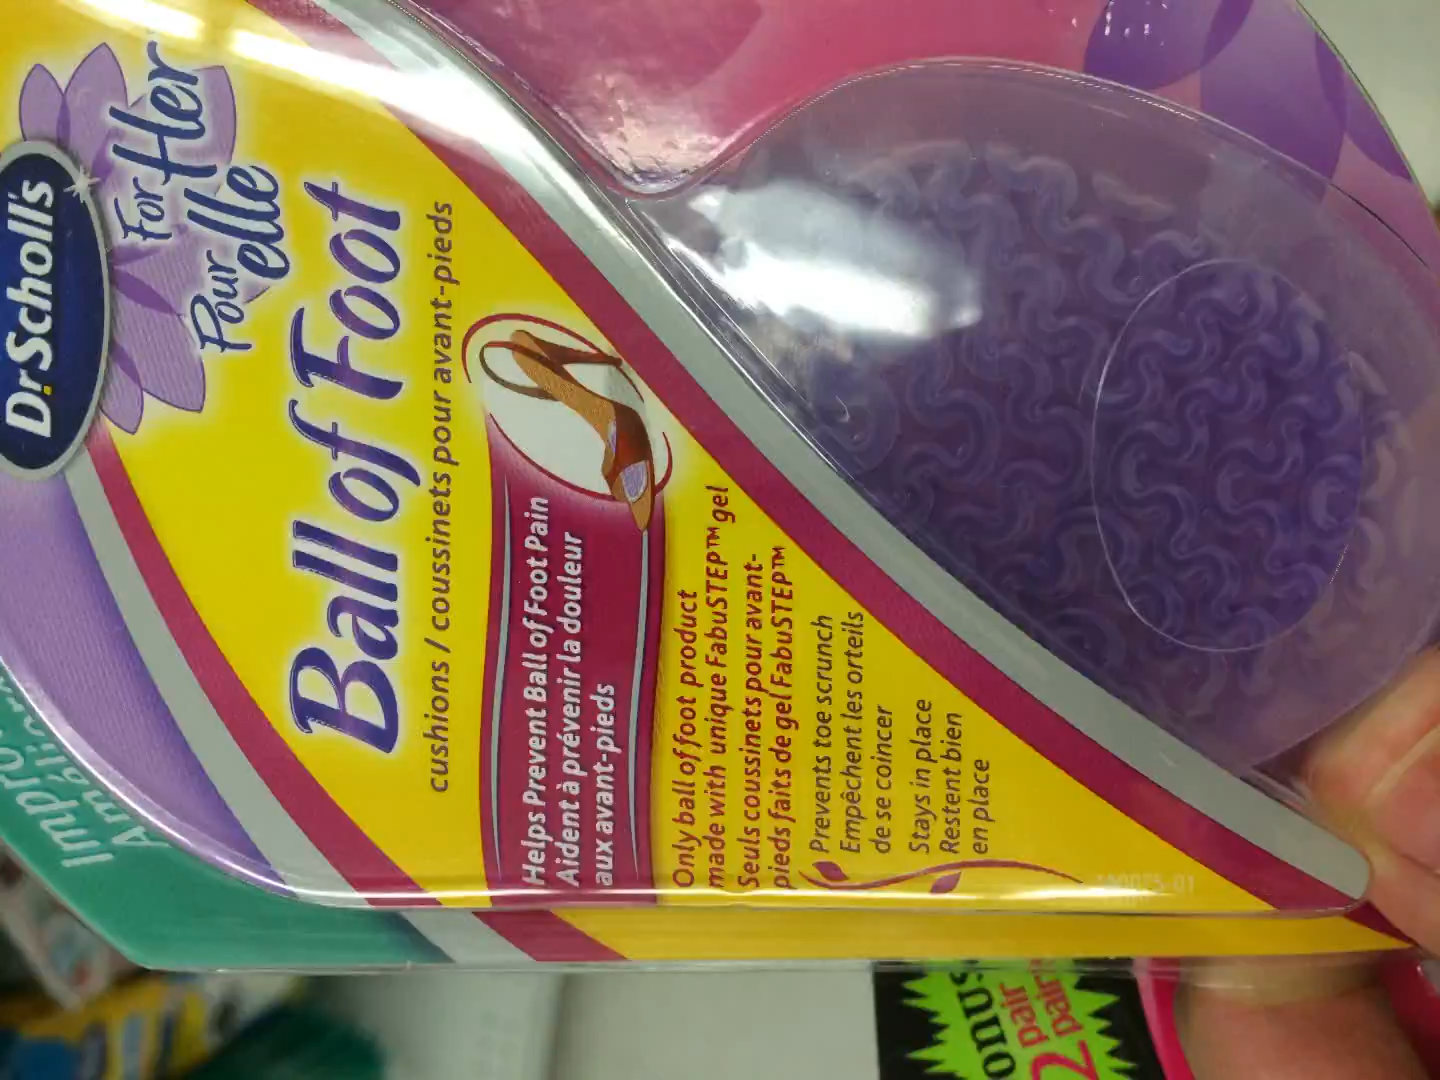 Dr. Scholl's
For Her
Pour elle
Ball of Foot
cushions / coussinets pour avant-pieds
Helps Prevent Ball of Foot Pain
Aident à prévenir la douleur
aux avant-pieds
Only ball of foot product
made with unique FabuSTEP™ gel
Seuls coussinets pour avant-
pieds faits de gel FabuSTEP™
Prevents toe scrunch
Empêchent les orteils
de se coincer
Stays in place
Restent bien
en place
2 pair